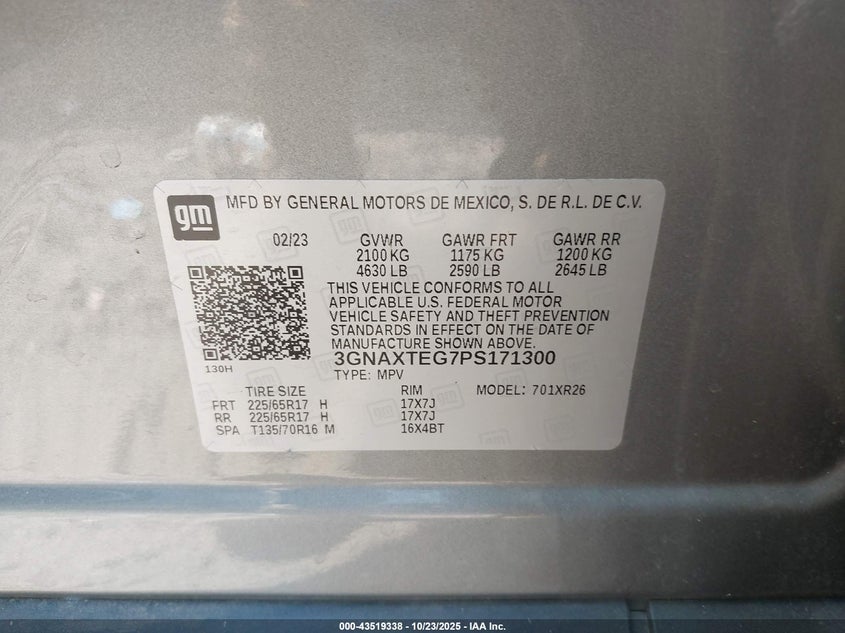 gm
MFD BY GENERAL MOTORS DE MEXICO, S. DE R.L. DE C.V.
02/23 GVWR GAWR FRT GAWR RR
2100 KG 1175 KG 1200 KG
4630 LB 2590 LB 2645 LB
THIS VEHICLE CONFORMS TO ALL
APPLICABLE U.S. FEDERAL MOTOR
VEHICLE SAFETY AND THEFT PREVENTION
STANDARDS IN EFFECT ON THE DATE OF
MANUFACTURE SHOWN ABOVE.
130H 3GNAXTEG7PS171300
TYPE: MPV
TIRE SIZE RIM MODEL: 701XR26
FRT 225/65R17 H 17X7J
RR 225/65R17 H 17X7J
SPA T135/70R16 M 16X4BT
000-43519338 - 10/23/2025 - IAA Inc.